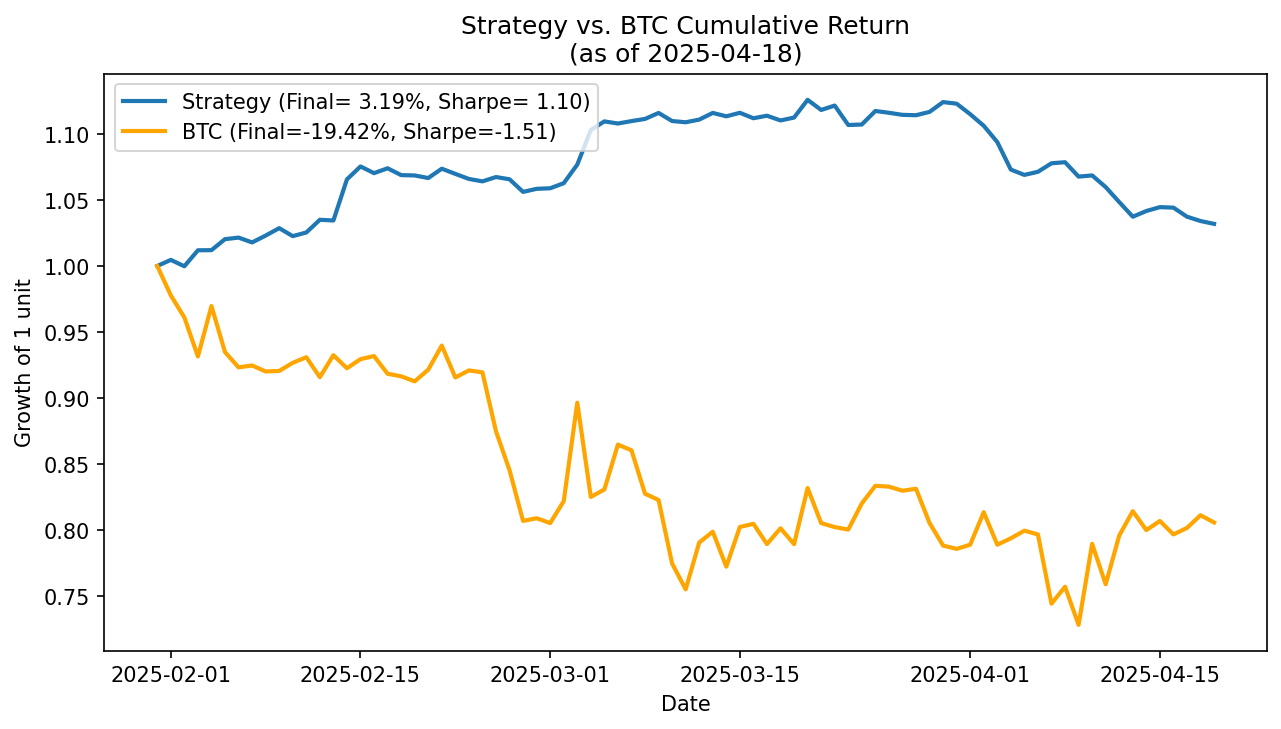 Strategy vs. BTC Cumulative Return
(as of 2025-04-18)
Strategy (Final= 3.19%, Sharpe= 1.10)
BTC (Final=-19.42%, Sharpe=-1.51)
Growth of 1 unit
1.10
1.05
1.00
0.95
0.90
0.85
0.80
0.75
2025-02-01
2025-02-15
2025-03-01
2025-03-15
2025-04-01
2025-04-15
Date